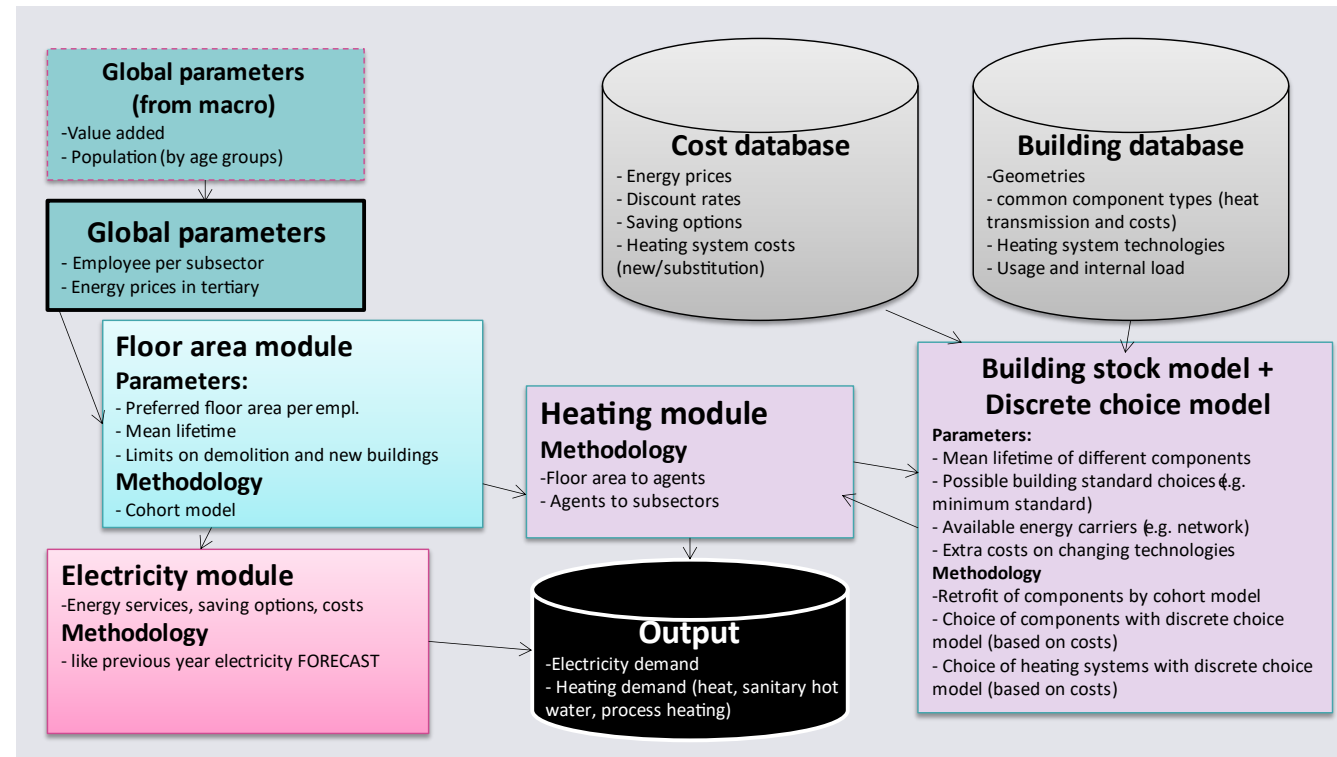 Global parameters
(from macro)
-Value added
- Population (by age groups)
Global parameters
- Employee per subsector
- Energy prices in tertiary
Cost database
- Energy prices
- Discount rates
- Saving options
- Heating system costs
(new/substitution)
Building database
-Geometries
- common component types (heat
transmission and costs)
- Heating system technologies
- Usage and internal load
Floor area module
Parameters:
- Preferred floor area per empl.
- Mean lifetime
- Limits on demolition and new buildings
Methodology
- Cohort model
Heating module
Methodology
-Floor area to agents
- Agents to subsectors
Building stock model +
Discrete choice model
Parameters:
- Mean lifetime of different components
- Possible building standard choices (e.g.
minimum standard)
- Available energy carriers (e.g. network)
- Extra costs on changing technologies
Methodology
-Retrofit of components by cohort model
- Choice of components with discrete choice
model (based on costs)
- Choice of heating systems with discrete choice
model (based on costs)
Electricity module
-Energy services, saving options, costs
Methodology
- like previous year electricity FORECAST
Output
-Electricity demand
- Heating demand (heat, sanitary hot
water, process heating)